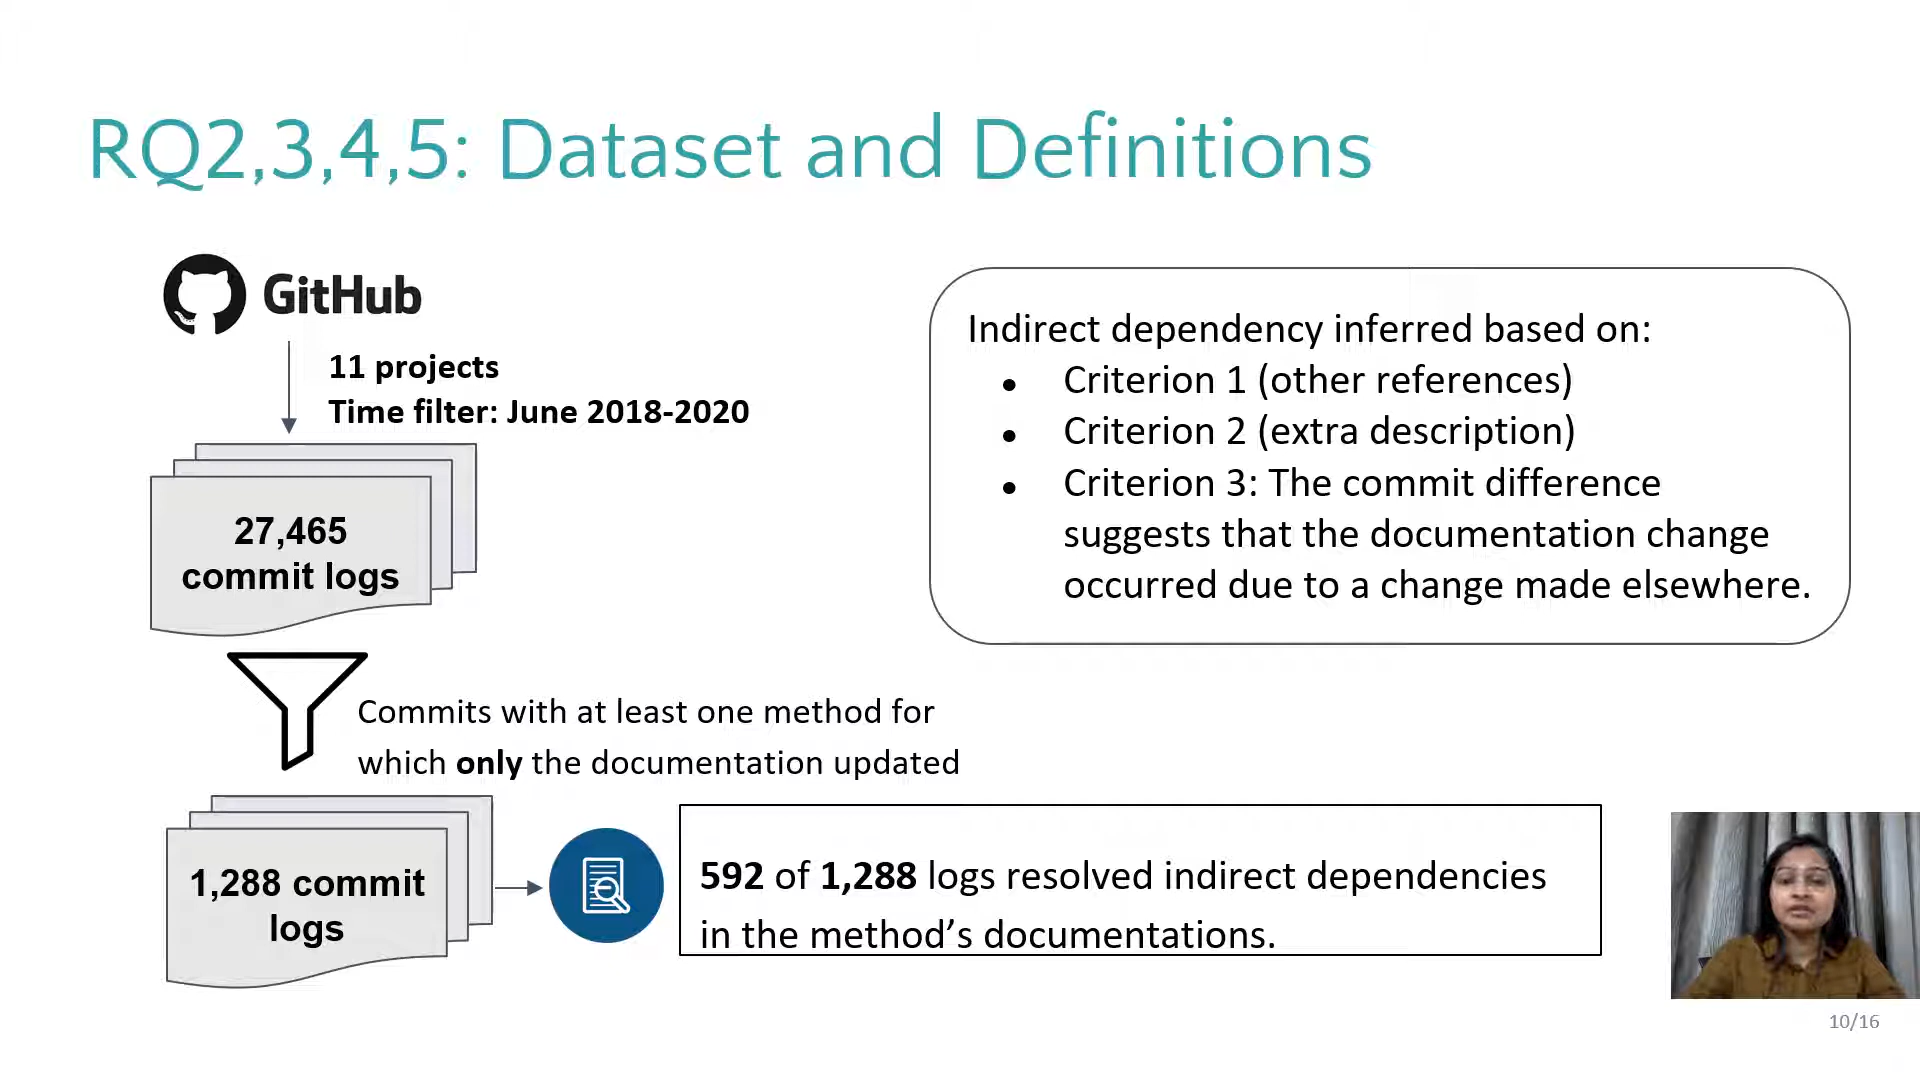 RQ2,3,4,5: Dataset and Definitions
GitHub
11 projects
Time filter: June 2018-2020
27,465
commit logs
Commits with at least one method for
which only the documentation updated
1,288 commit
logs
592 of 1,288 logs resolved indirect dependencies
in the method’s documentations.
Indirect dependency inferred based on:
● Criterion 1 (other references)
● Criterion 2 (extra description)
● Criterion 3: The commit difference
suggests that the documentation change
occurred due to a change made elsewhere.
10/16